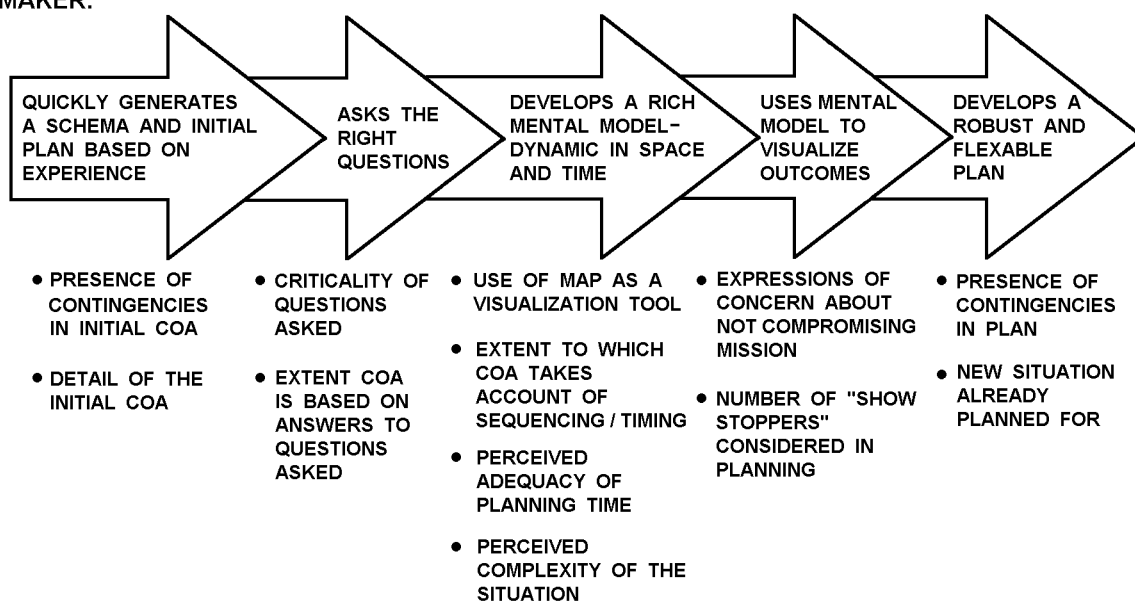 MAKER:
QUICKLY GENERATES
A SCHEMA AND INITIAL
PLAN BASED ON
EXPERIENCE
ASKS THE
RIGHT
QUESTIONS
DEVELOPS A RICH
MENTAL MODEL-
DYNAMIC IN SPACE
AND TIME
USES MENTAL
MODEL TO
VISUALIZE
OUTCOMES
DEVELOPS A
ROBUST AND
FLEXABLE
PLAN
• PRESENCE OF
CONTINGENCIES
IN INITIAL COA
• DETAIL OF THE
INITIAL COA
• CRITICALITY OF
QUESTIONS
ASKED
• EXTENT COA
IS BASED ON
ANSWERS TO
QUESTIONS
ASKED
• USE OF MAP AS A
VISUALIZATION TOOL
• EXTENT TO WHICH
COA TAKES
ACCOUNT OF
SEQUENCING / TIMING
• PERCEIVED
ADEQUACY OF
PLANNING TIME
• PERCEIVED
COMPLEXITY OF THE
SITUATION
• EXPRESSIONS OF
CONCERN ABOUT
NOT COMPROMISING
MISSION
• NUMBER OF "SHOW
STOPPERS"
CONSIDERED IN
PLANNING
• PRESENCE OF
CONTINGENCIES
IN PLAN
• NEW SITUATION
ALREADY
PLANNED FOR